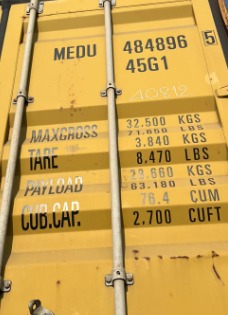 MEDU 484896 5
45G1
40919
MAXGROSS 32.500 KGS
71.650 LBS
TARE 3.840 KGS
8.470 LBS
PAYLOAD 28.660 KGS
63.180 LBS
CUB.CAP. 76.4 CUM
2.700 CUFT